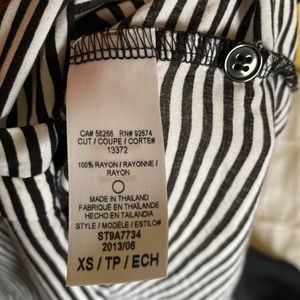 CA# 56266 RN# 92874
CUT / COUPE / CORTE#
13372
100% RAYON / RAYONNE /
RAYON
MADE IN THAILAND
FABRIQUÉ EN THAÏLANDE
HECHO EN TAILANDIA
STYLE / MODÈLE / ESTILO#
ST9A7734
2013/06
XS / TP / ECH